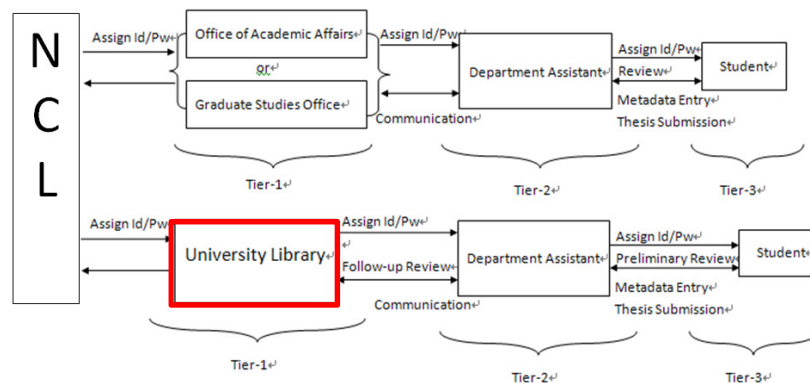 N
C
L
Assign Id/Pw
Office of Academic Affairs
or
Graduate Studies Office
Assign Id/Pw
Communication
Department Assistant
Assign Id/Pw
Review
Metadata Entry
Thesis Submission
Student
Tier-1
Tier-2
Tier-3
Assign Id/Pw
University Library
Assign Id/Pw
Follow-up Review
Communication
Department Assistant
Assign Id/Pw
Preliminary Review
Metadata Entry
Thesis Submission
Student
Tier-1
Tier-2
Tier-3